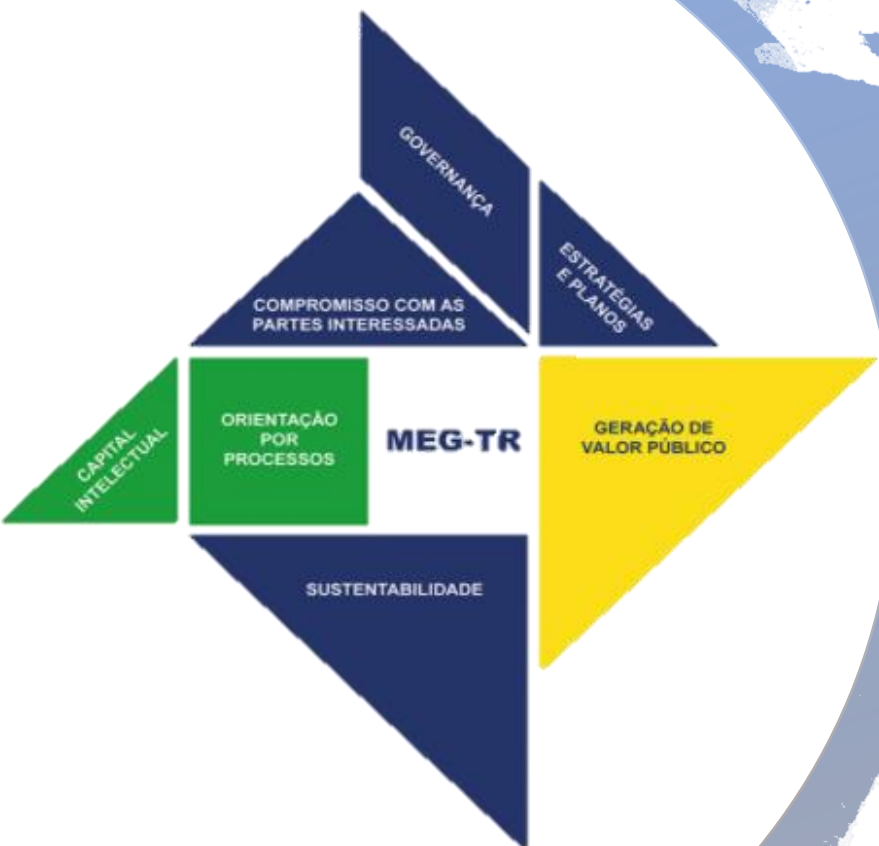 GOVERNANÇA
ESTRATÉGIAS
E PLANOS
COMPROMISSO COM AS
PARTES INTERESSADAS
CAPITAL
INTELECTUAL
ORIENTAÇÃO
POR
PROCESSOS
MEG-TR
GERAÇÃO DE
VALOR PÚBLICO
SUSTENTABILIDADE